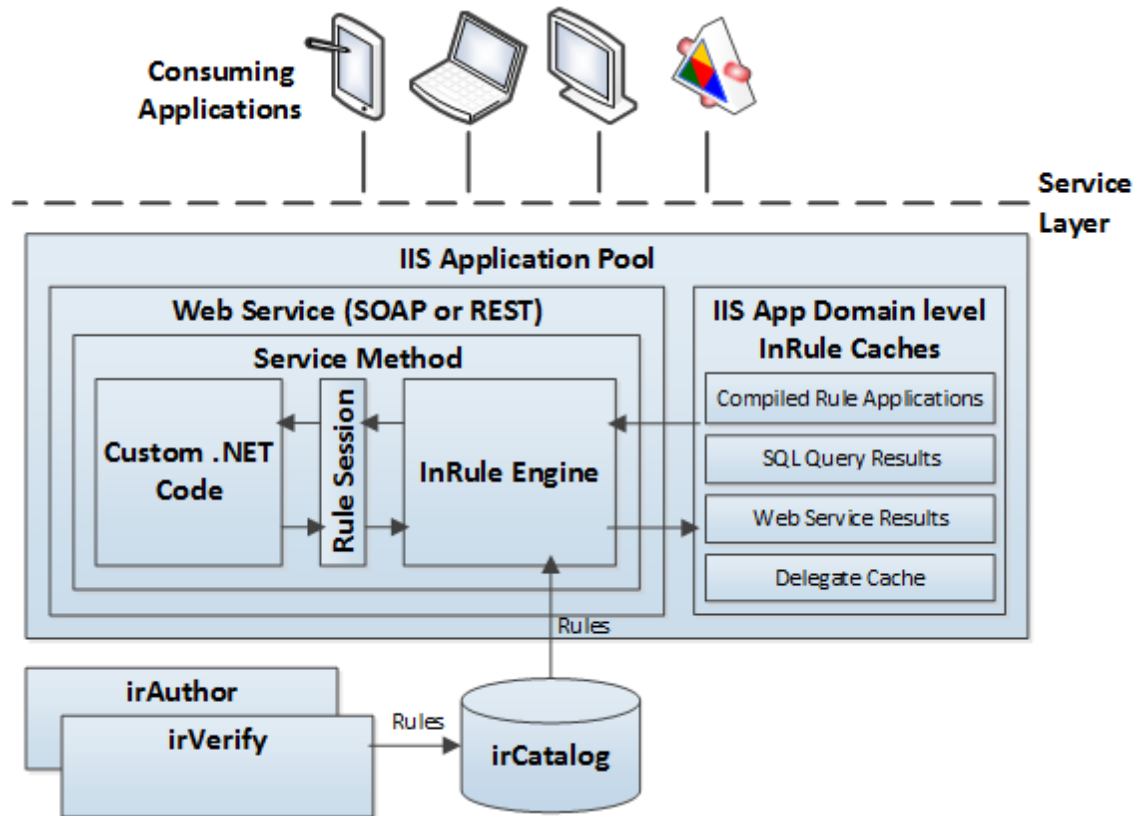 Consuming
Applications
Service
Layer
IIS Application Pool
Web Service (SOAP or REST)
Service Method
Custom .NET
Code
Rule Session
InRule Engine
IIS App Domain level
InRule Caches
Compiled Rule Applications
SQL Query Results
Web Service Results
Delegate Cache
Rules
irAuthor
irVerify
Rules
irCatalog